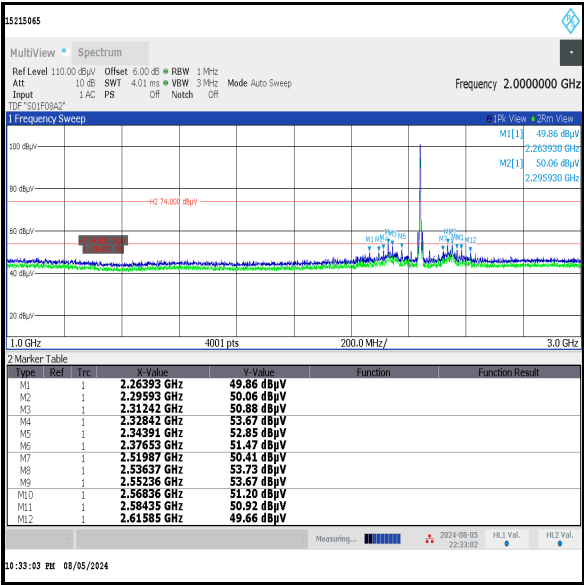 15215065
MultiView Spectrum
Ref Level 110.00 dBµV Offset 6.00 dB RBW 1 MHz
Att 10 dB SWT 4.01 ms VBW 3 MHz Mode Auto Sweep
Input 1 AC PS Off Notch Off
Frequency 2.0000000 GHz
TDF "S01F08A2"
1 Frequency Sweep 1Pk View 2Rm View
M1[1] 49.86 dBµV
2.263930 GHz
M2[1] 50.06 dBµV
2.295930 GHz
100 dBµV
80 dBµV
H2 74.000 dBµV
60 dBµV
M1 M6 M12
40 dBµV
20 dBµV
1.0 GHz 4001 pts 200.0 MHz/ 3.0 GHz
2 Marker Table
Type Ref Trc X-Value Y-Value Function Function Result
M1 1 2.26393 GHz 49.86 dBµV
M2 1 2.29593 GHz 50.06 dBµV
M3 1 2.31242 GHz 50.88 dBµV
M4 1 2.32842 GHz 53.67 dBµV
M5 1 2.34391 GHz 52.85 dBµV
M6 1 2.37653 GHz 51.47 dBµV
M7 1 2.51987 GHz 50.41 dBµV
M8 1 2.53637 GHz 53.73 dBµV
M9 1 2.55236 GHz 53.67 dBµV
M10 1 2.56836 GHz 51.20 dBµV
M11 1 2.58435 GHz 50.92 dBµV
M12 1 2.61585 GHz 49.66 dBµV
Measuring... 2024-08-05 HL1 Val. HL2 Val.
22:33:02
10:33:03 PM 08/05/2024